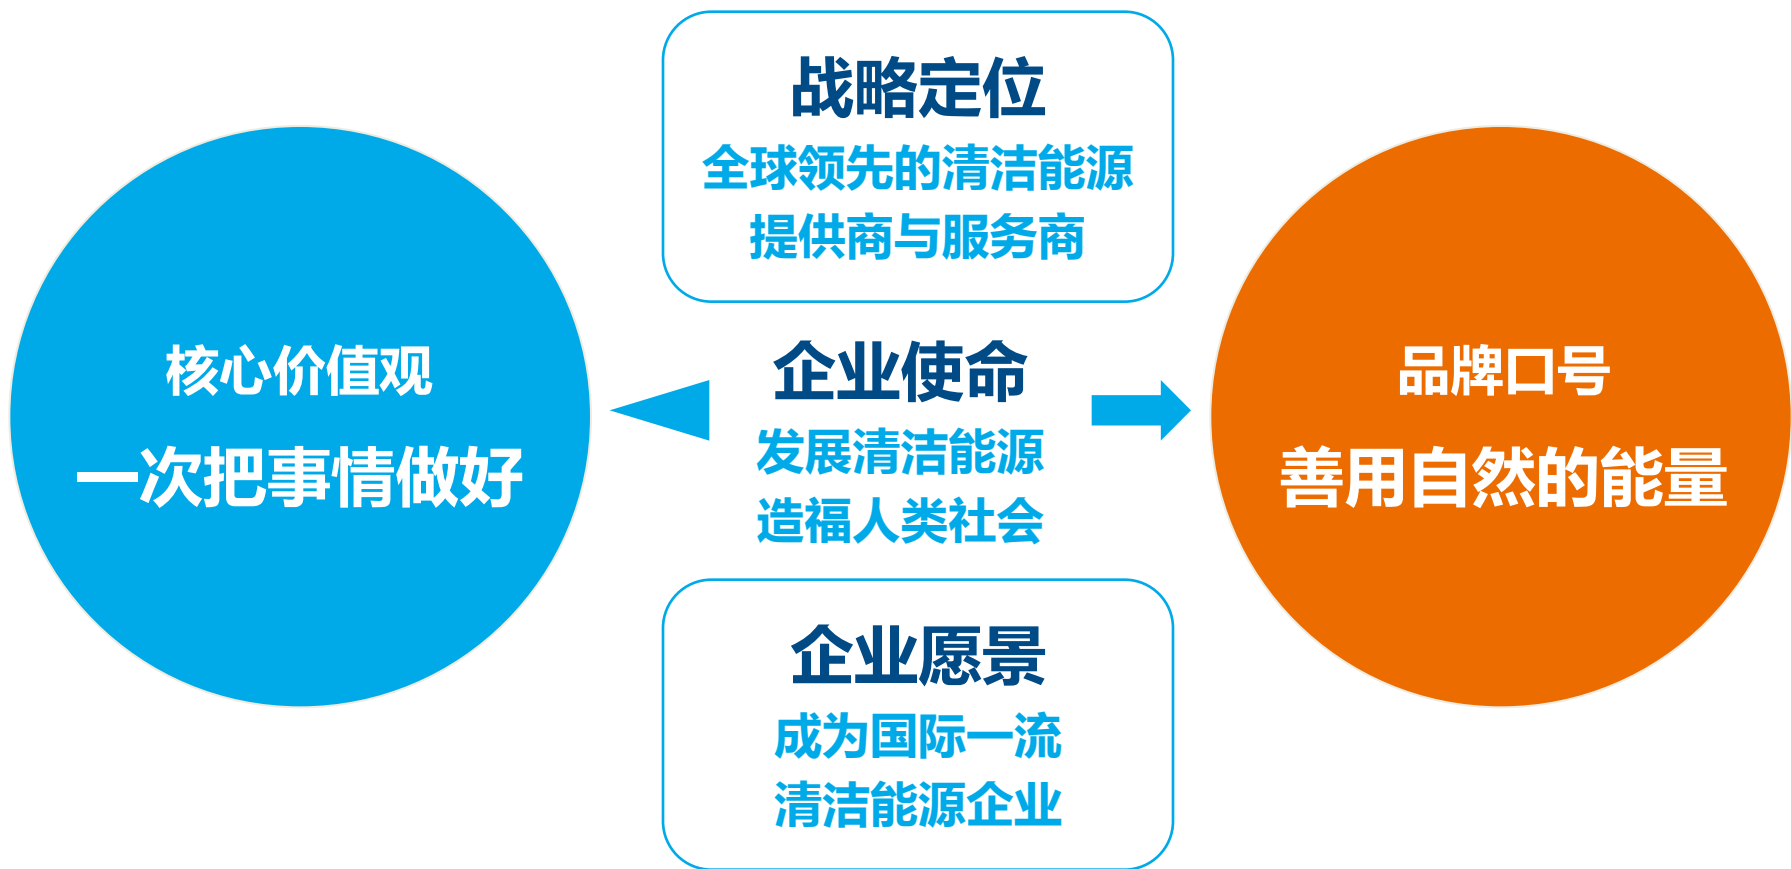 核心价值观
一次把事情做好
战略定位
全球领先的清洁能源
提供商与服务商
企业使命
发展清洁能源
造福人类社会
企业愿景
成为国际一流
清洁能源企业
品牌口号
善用自然的能量